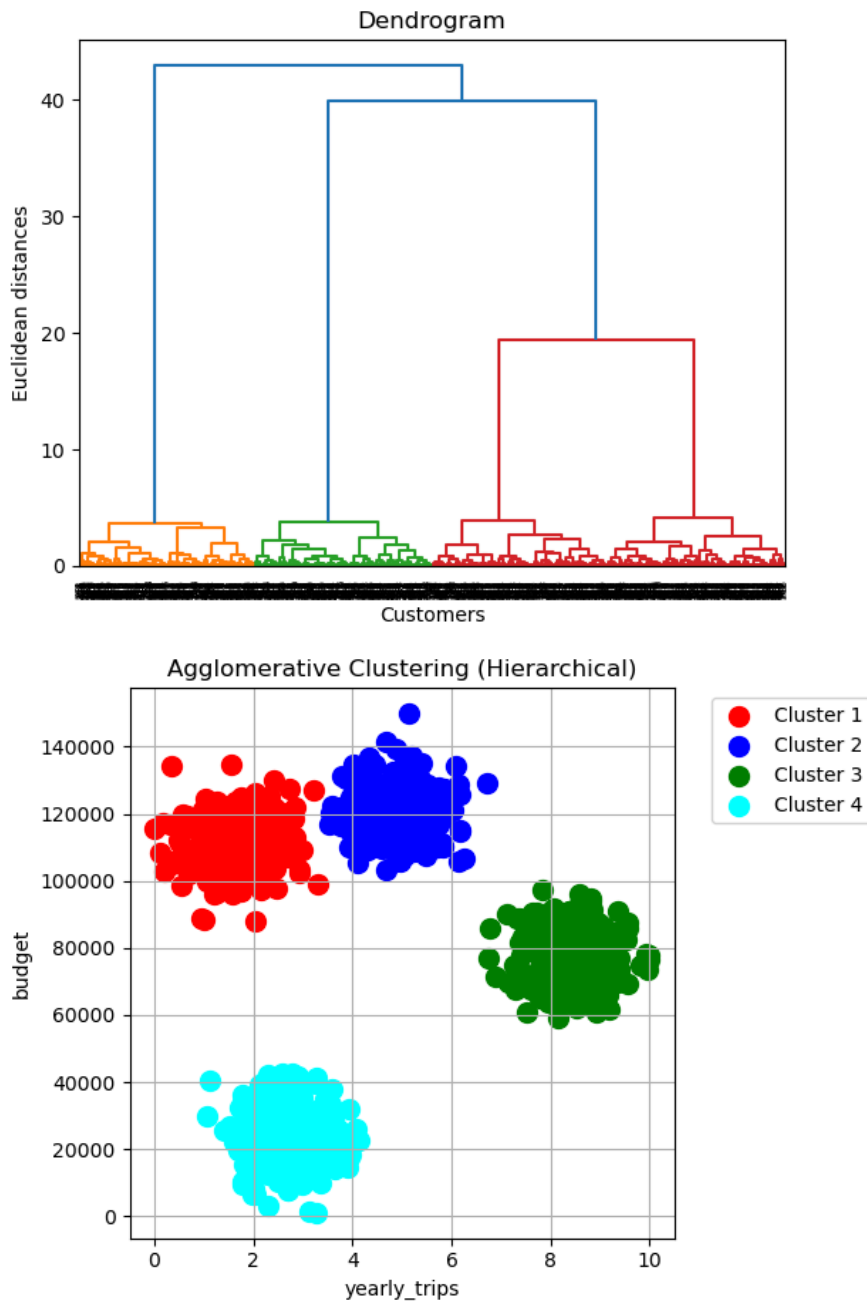 Dendrogram
40
30
20
10
0
Euclidean distances
Customers
Agglomerative Clustering (Hierarchical)
Cluster 1
Cluster 2
Cluster 3
Cluster 4
140000
120000
100000
80000
60000
40000
20000
0
budget
0 2 4 6 8 10
yearly_trips